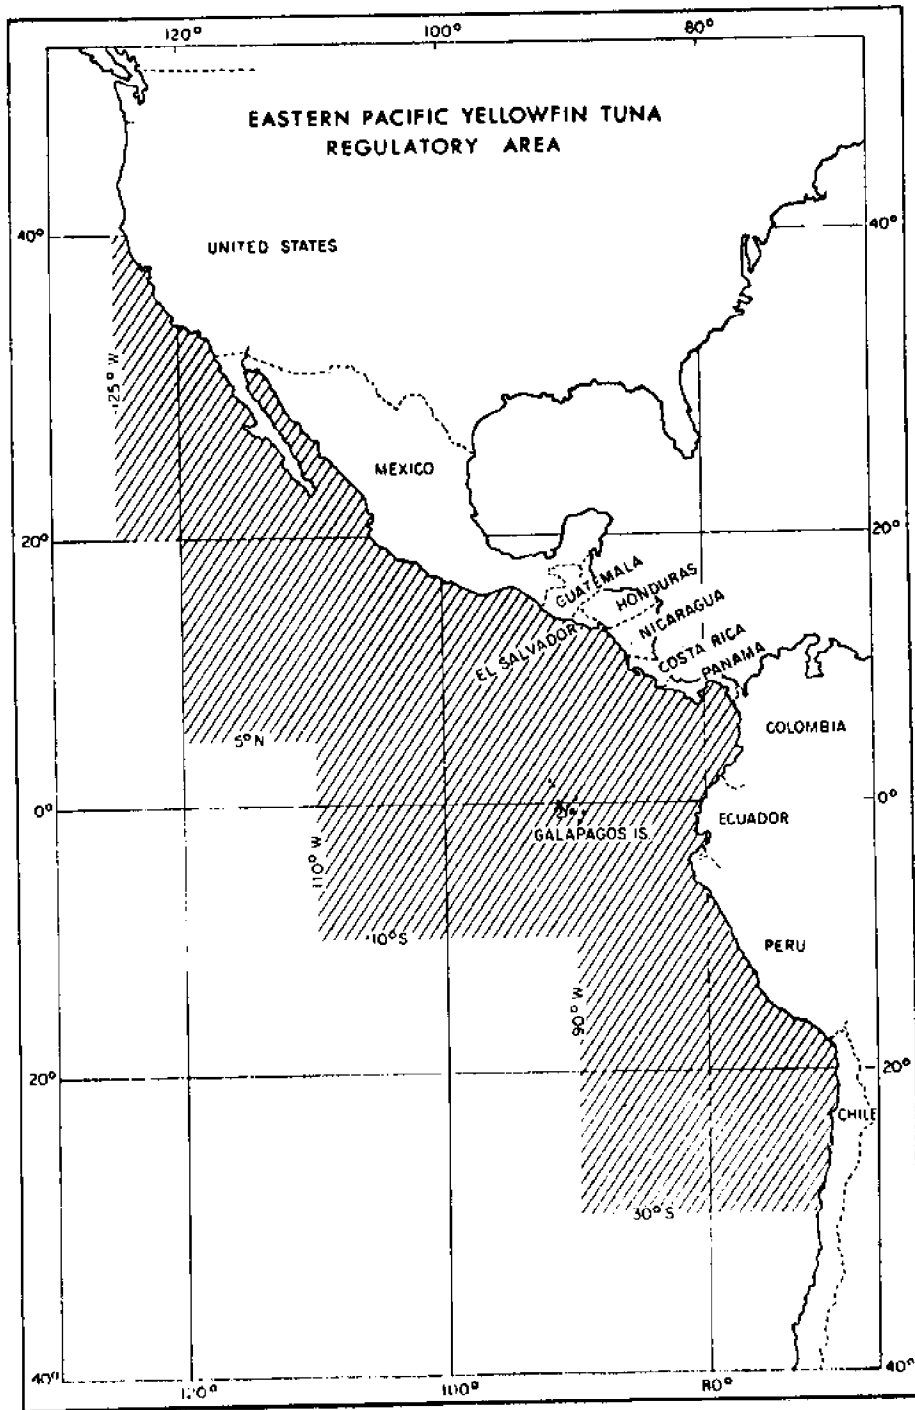 120°
100°
80°
EASTERN PACIFIC YELLOWFIN TUNA
REGULATORY AREA
40°
40°
UNITED STATES
125° W
MEXICO
20°
20°
GUATEMALA
HONDURAS
NICARAGUA
EL SALVADOR
COSTA RICA
PANAMA
COLOMBIA
5° N
0°
0°
ECUADOR
GALAPAGOS IS.
110° W
10° S
PERU
90° W
20°
20°
CHILE
30° S
40°
40°
120°
100°
80°